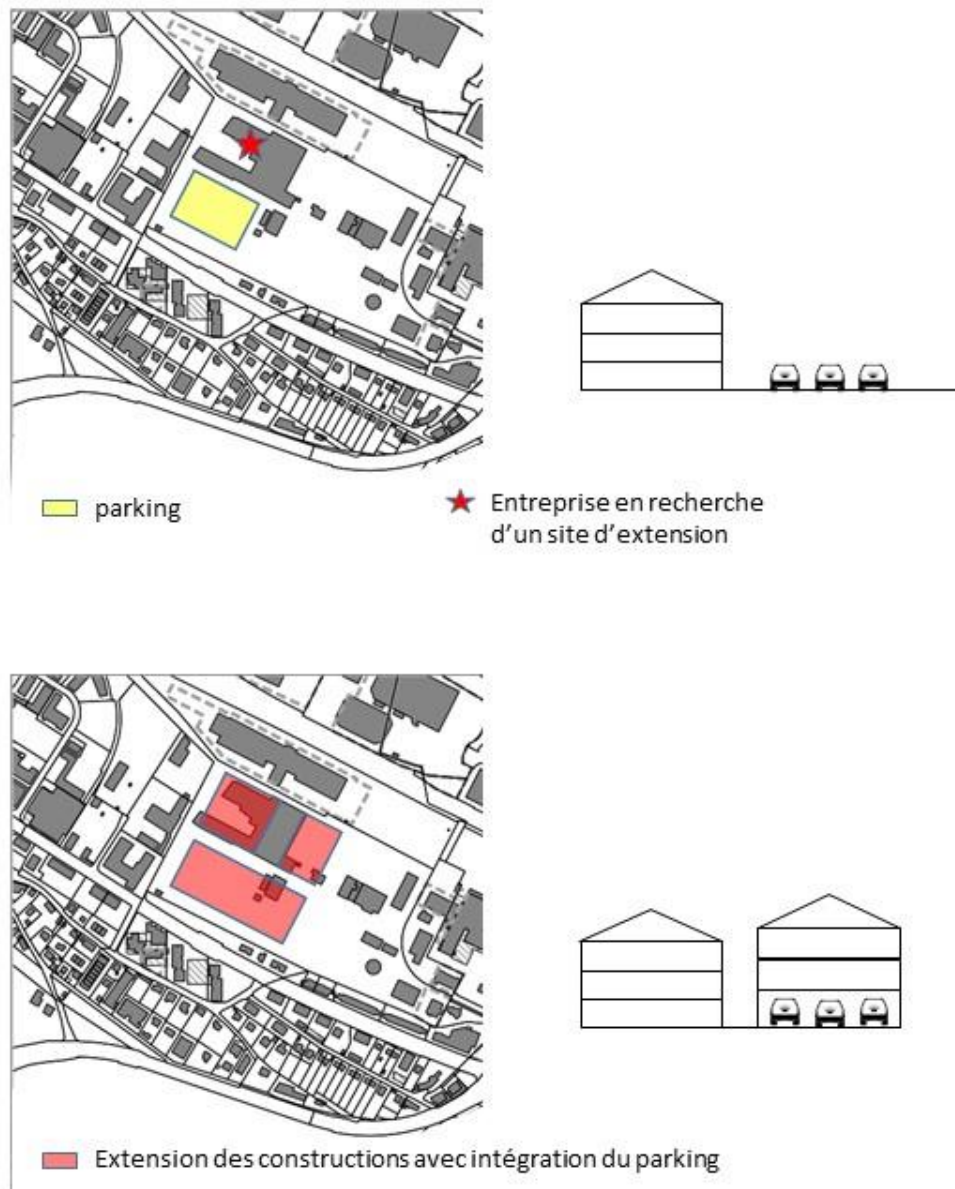 parking
Entreprise en recherche
d'un site d'extension
Extension des constructions avec intégration du parking